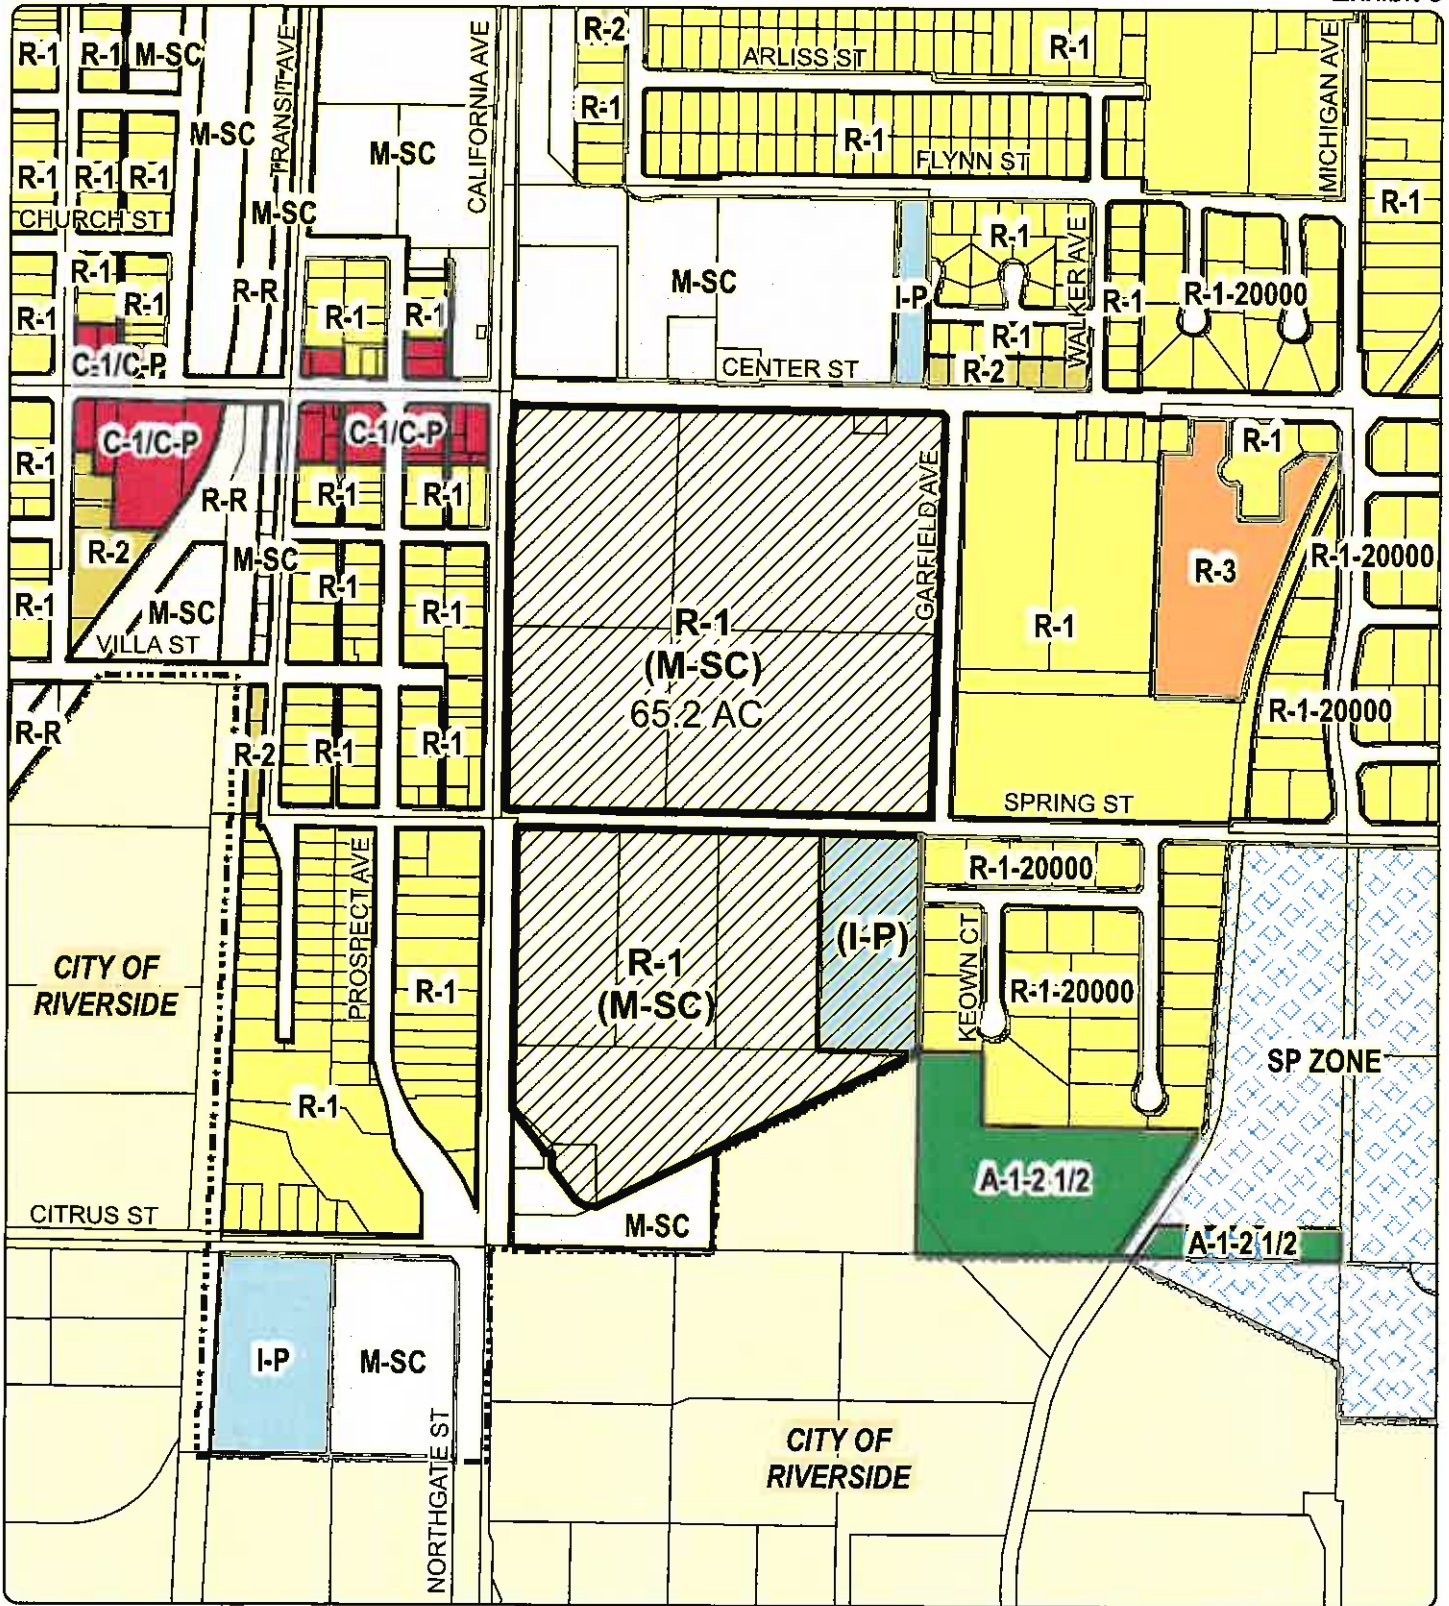 R-1
R-1
M-SC
TRANSIT AVE
CALIFORNIA AVE
R-2
ARLISS ST
R-1
MICHIGAN AVE
M-SC
M-SC
R-1
R-1
FLYNN ST
R-1
R-1
R-1
CHURCH ST
M-SC
R-1
R-1
R-1
R-1
R-R
R-1
R-1
M-SC
I-P
R-1
WALKER AVE
R-1
R-1-20000
R-1
R-1
C-1/C-P
CENTER ST
R-2
C-1/C-P
C-1/C-P
R-1
R-1
R-R
R-1
R-1
GARFIELD AVE
R-2
M-SC
R-1
R-3
R-1-20000
R-1
M-SC
R-1
R-1
(M-SC)
65.2 AC
R-1
VILLA ST
R-R
R-2
R-1
R-1
R-1-20000
SPRING ST
PROSPECT AVE
R-1-20000
CITY OF
RIVERSIDE
R-1
R-1
(M-SC)
(I-P)
KEOWN CT
R-1-20000
SP ZONE
R-1
A-1-2 1/2
CITRUS ST
M-SC
A-1-2 1/2
I-P
M-SC
NORTHGATE ST
CITY OF
RIVERSIDE